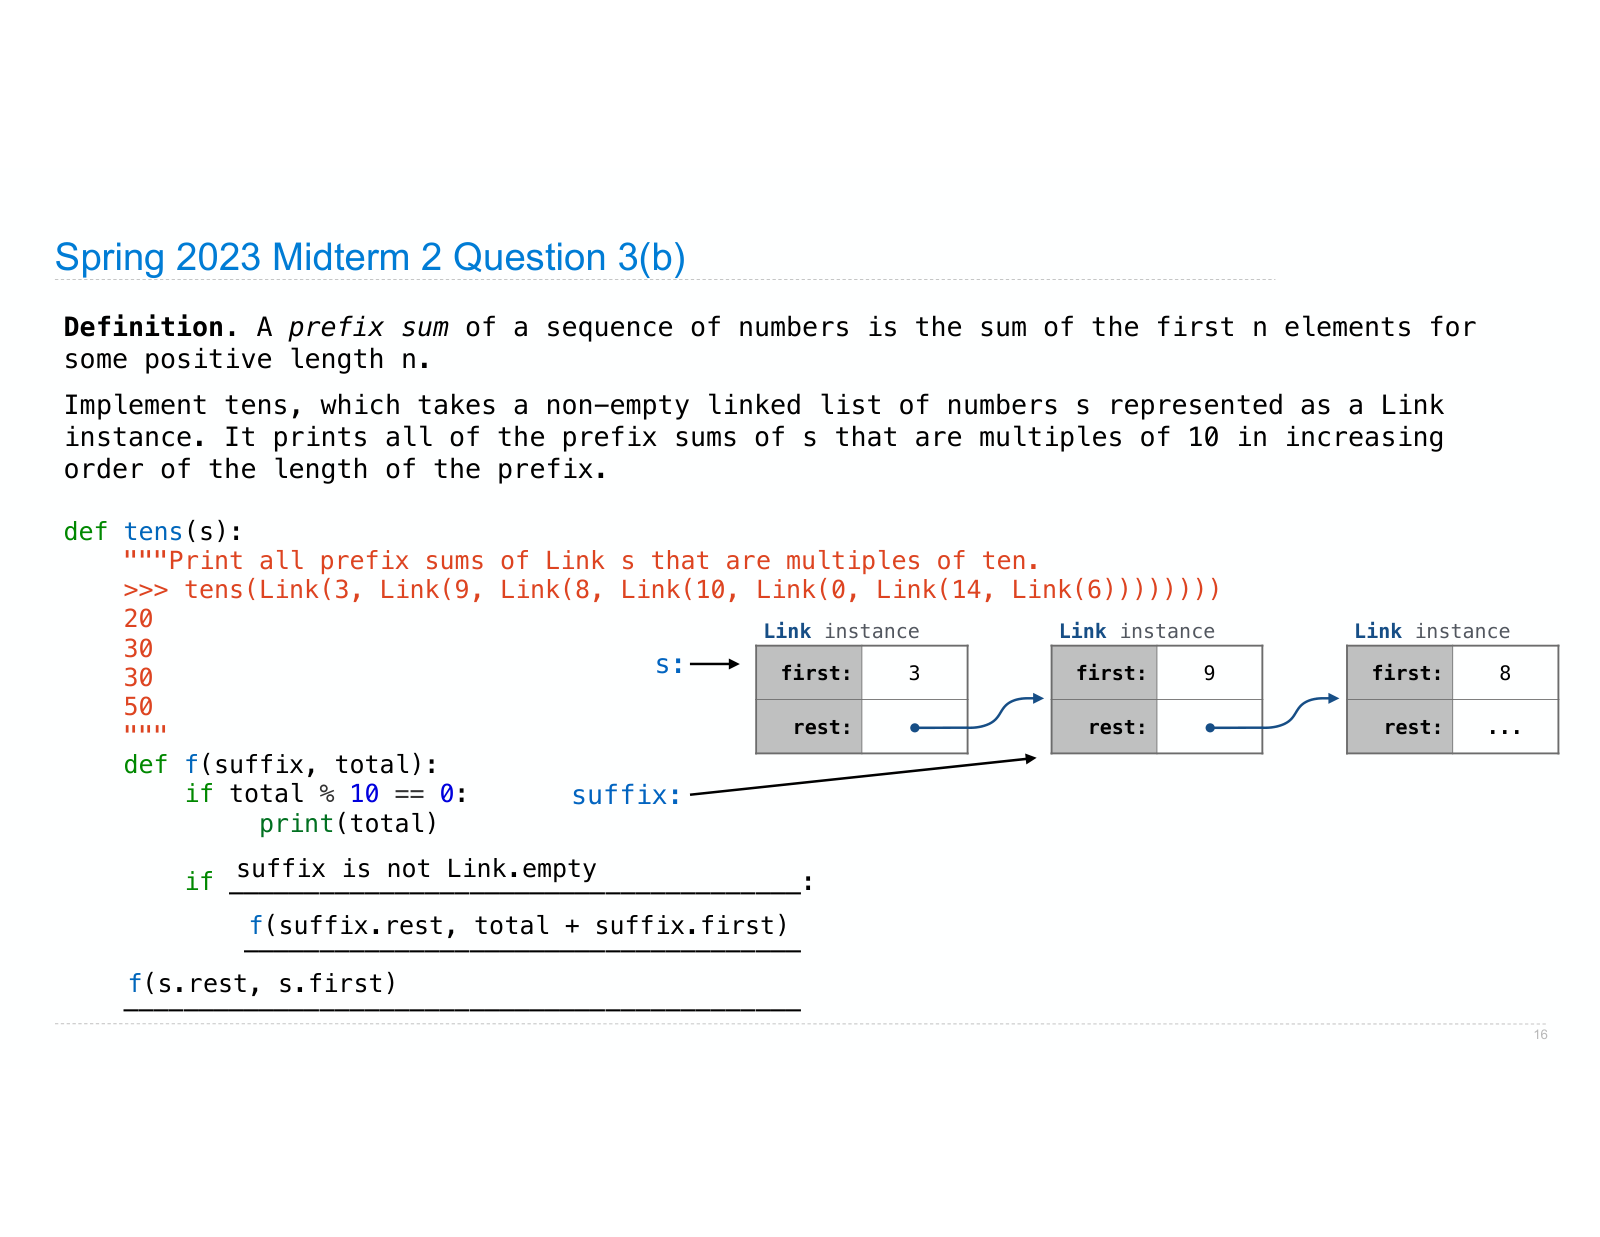 Spring 2023 Midterm 2 Question 3(b)
Definition. A prefix sum of a sequence of numbers is the sum of the first n elements for
some positive length n.
Implement tens, which takes a non-empty linked list of numbers s represented as a Link
instance. It prints all of the prefix sums of s that are multiples of 10 in increasing
order of the length of the prefix.
def tens(s):
    """Print all prefix sums of Link s that are multiples of ten.
    >>> tens(Link(3, Link(9, Link(8, Link(10, Link(0, Link(14, Link(6))))))))
    20
    30
    30
    50
    """
    def f(suffix, total):
        if total % 10 == 0:
             print(total)
        if suffix is not Link.empty:
            f(suffix.rest, total + suffix.first)
    f(s.rest, s.first)
Link instance Link instance Link instance
s: first: 3 first: 9 first: 8
rest: rest: rest: ...
suffix:
16